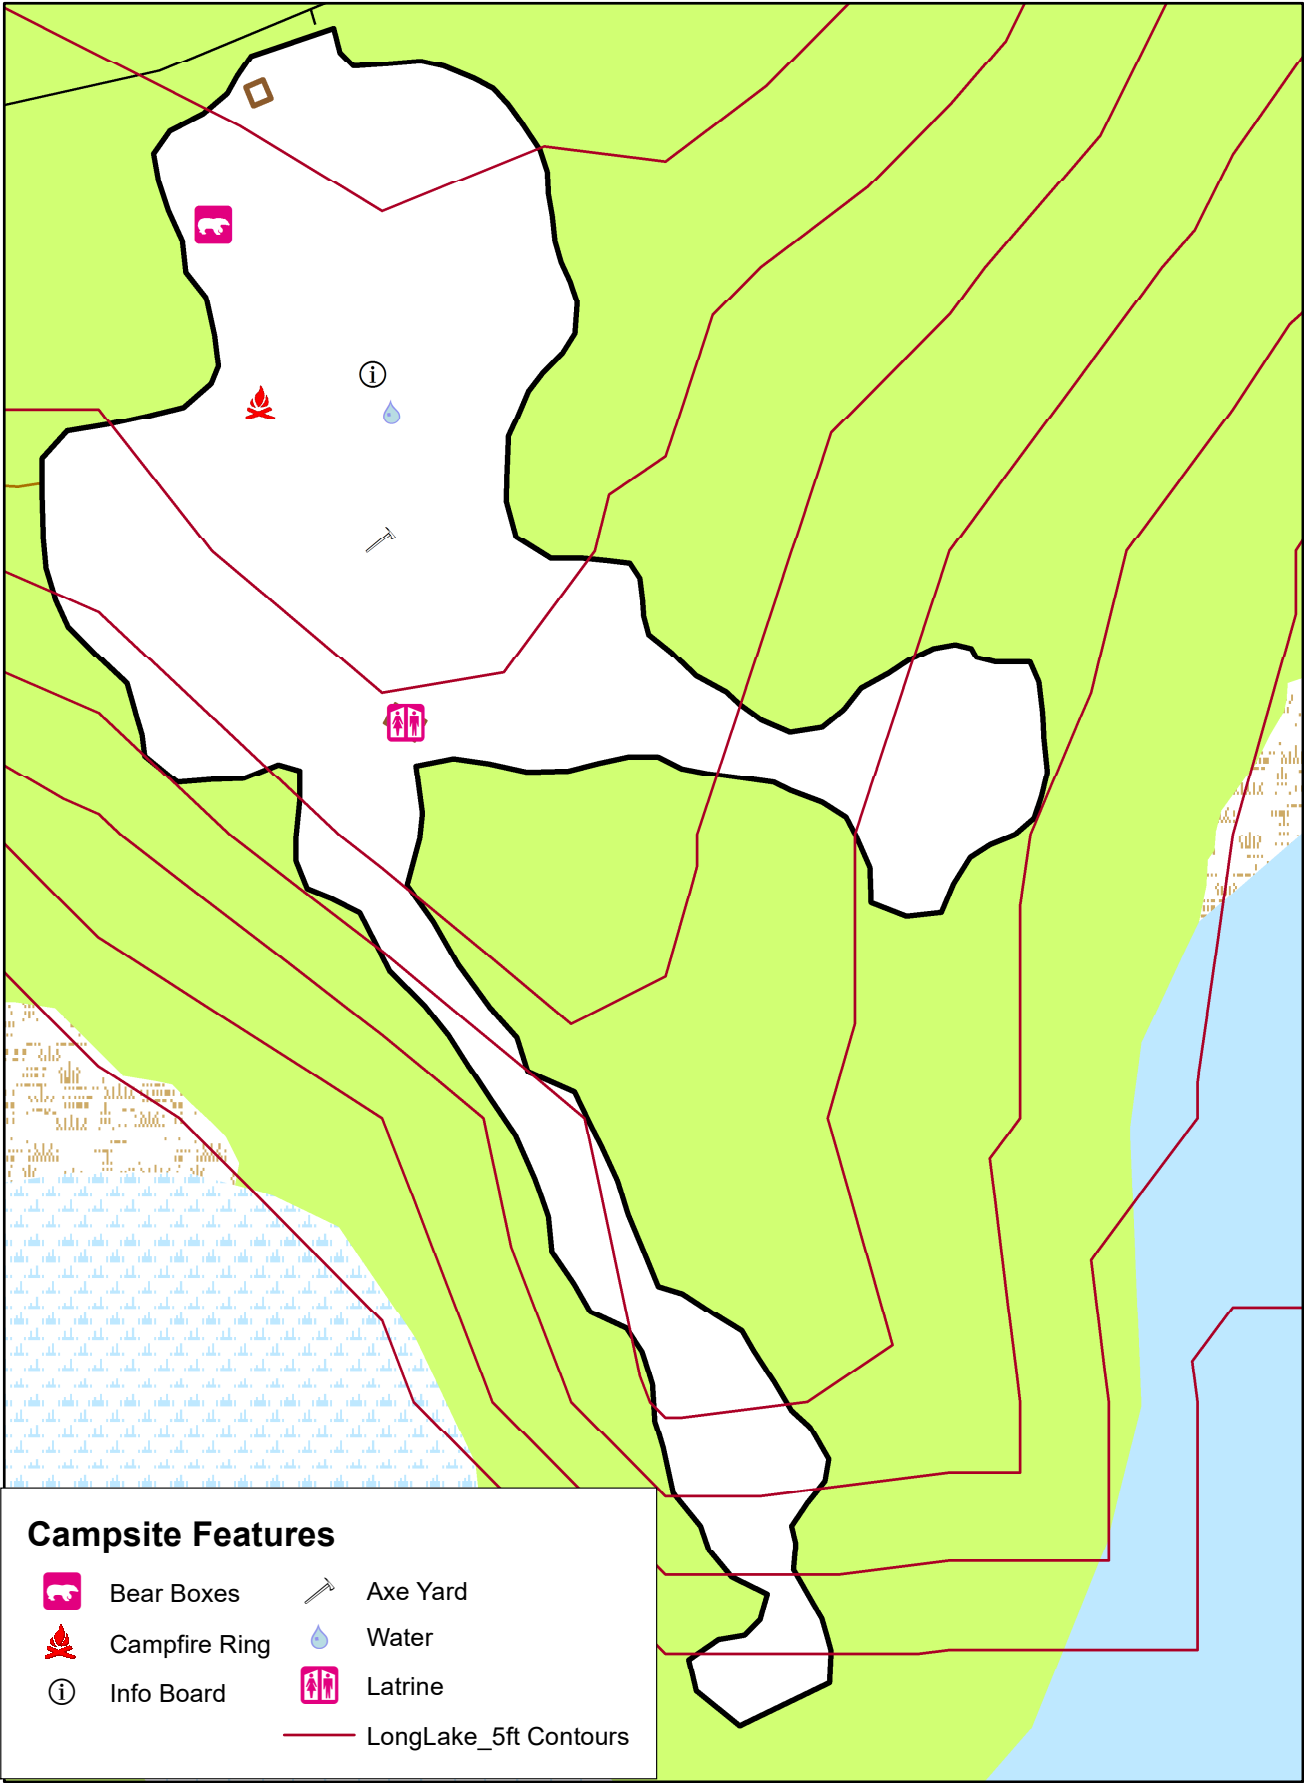 Campsite Features
Bear Boxes
Axe Yard
Campfire Ring
Water
Info Board
Latrine
LongLake_5ft Contours